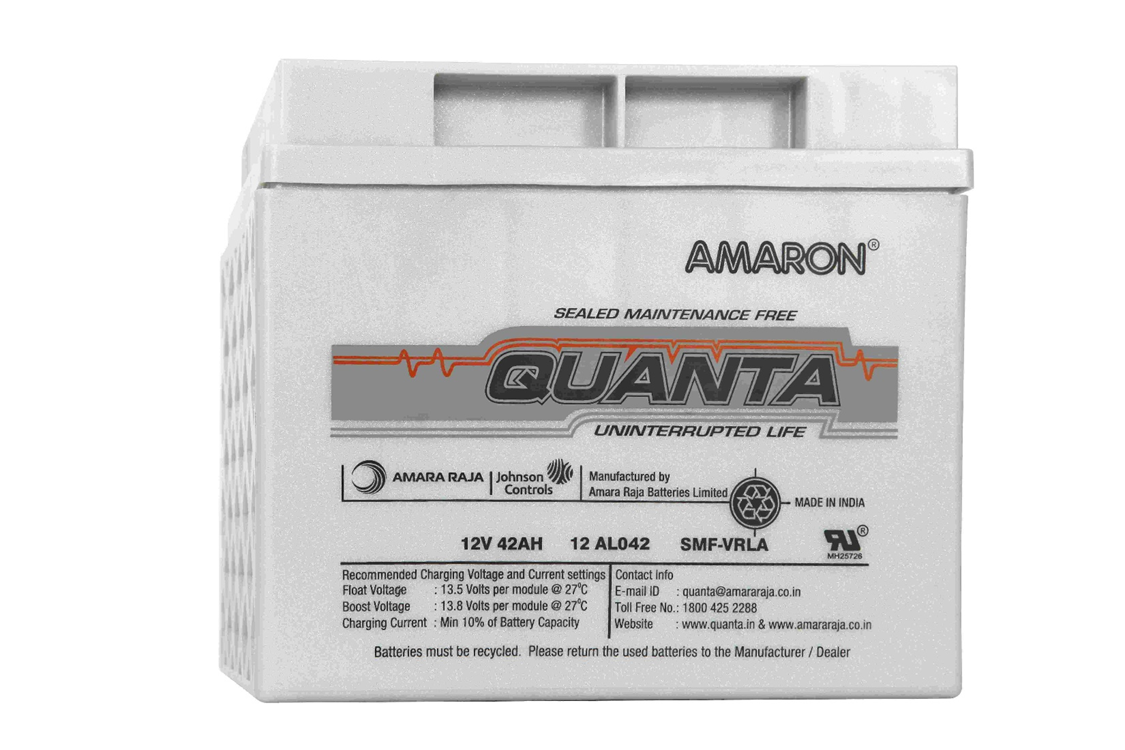 AMARON®
SEALED MAINTENANCE FREE
QUANTA
UNINTERRUPTED LIFE
AMARA RAJA
Johnson
Controls
Manufactured by
Amara Raja Batteries Limited
MADE IN INDIA
12V 42AH 12 AL042 SMF-VRLA
RU®
MH25726
Recommended Charging Voltage and Current settings
Float Voltage : 13.5 Volts per module @ 27°C
Boost Voltage : 13.8 Volts per module @ 27°C
Charging Current : Min 10% of Battery Capacity
Contact info
E-mail ID : quanta@amararaja.co.in
Toll Free No.: 1800 425 2288
Website : www.quanta.in & www.amararaja.co.in
Batteries must be recycled. Please return the used batteries to the Manufacturer / Dealer